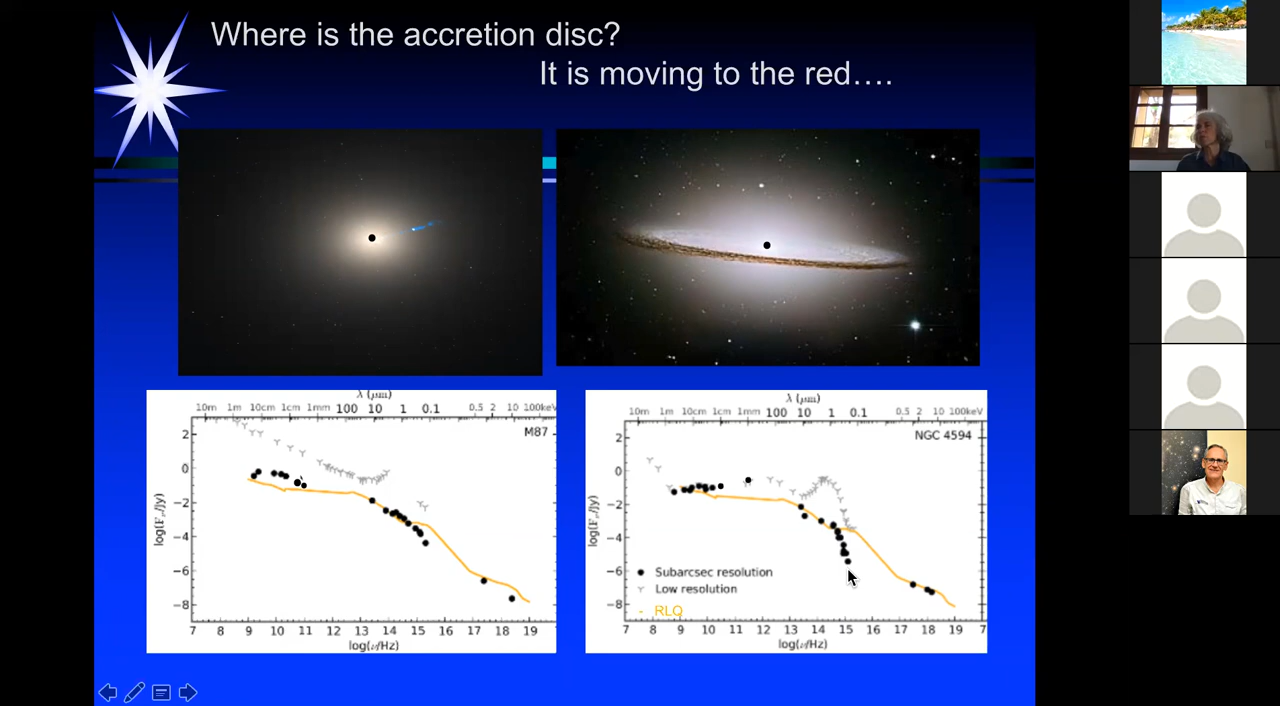 Where is the accretion disc?
It is moving to the red….
λ (μm)
10m 1m 10cm 1cm 1mm 100 10 1 0.1 0.5 2 10 100keV
M87
2
0
−2
−4
−6
−8
log(Fν/Jy)
7 8 9 10 11 12 13 14 15 16 17 18 19
log(ν/Hz)
λ (μm)
10m 1m 10cm 1cm 1mm 100 10 1 0.1 0.5 2 10 100keV
NGC 4594
2
0
−2
−4
−6
−8
log(Fν/Jy)
Subarcsec resolution
Low resolution
- RLQ
7 8 9 10 11 12 13 14 15 16 17 18 19 7
log(ν/Hz)